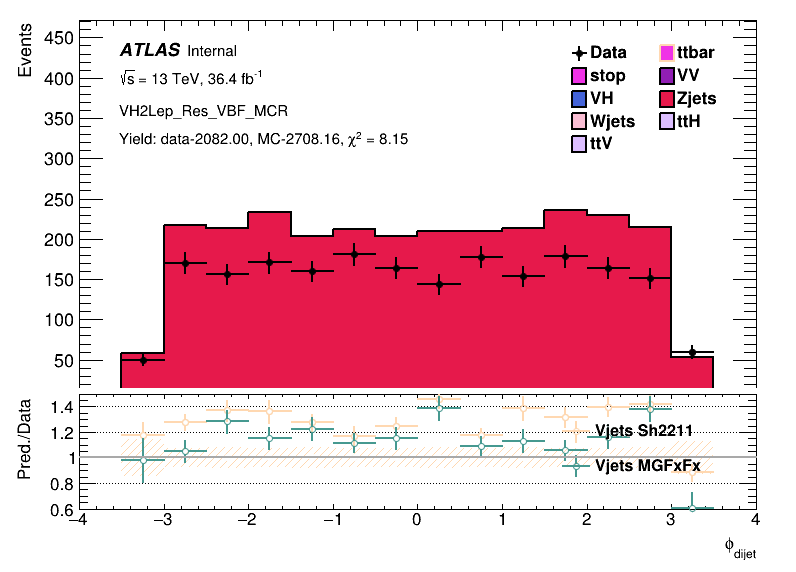 Events
450
400
350
300
250
200
150
100
50
ATLAS Internal
√s = 13 TeV, 36.4 fb⁻¹
VH2Lep_Res_VBF_MCR
Yield: data-2082.00, MC-2708.16, χ² = 8.15
Data ttbar
stop VV
VH Zjets
Wjets ttH
ttV
Pred./Data
1.4
1.2
1
0.8
0.6
Vjets Sh2211
Vjets MGFxFx
−4 −3 −2 −1 0 1 2 3 4
ϕdijet